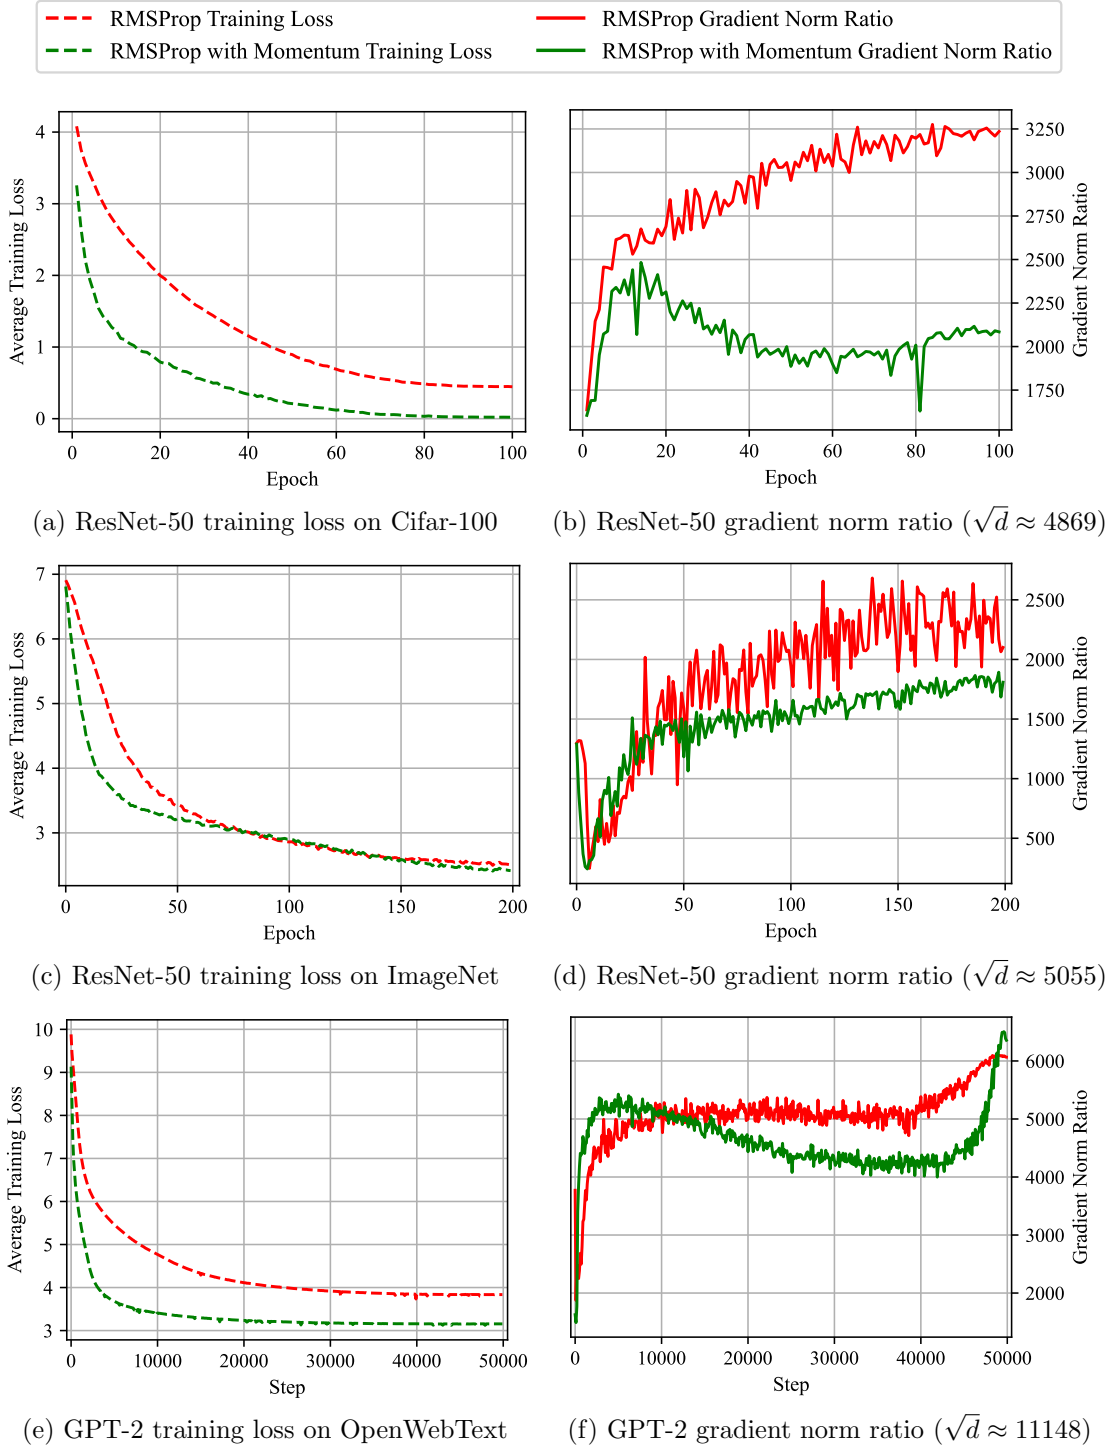 RMSProp Training Loss
RMSProp Gradient Norm Ratio
RMSProp with Momentum Training Loss
RMSProp with Momentum Gradient Norm Ratio
4
3
2
1
0
Average Training Loss
0 20 40 60 80 100
Epoch
3250
3000
2750
2500
2250
2000
1750
Gradient Norm Ratio
0 20 40 60 80 100
Epoch
(a) ResNet-50 training loss on Cifar-100
(b) ResNet-50 gradient norm ratio (√d ≈ 4869)
7
6
5
4
3
Average Training Loss
0 50 100 150 200
Epoch
2500
2000
1500
1000
500
Gradient Norm Ratio
0 50 100 150 200
Epoch
(c) ResNet-50 training loss on ImageNet
(d) ResNet-50 gradient norm ratio (√d ≈ 5055)
10
9
8
7
6
5
4
3
Average Training Loss
0 10000 20000 30000 40000 50000
Step
6000
5000
4000
3000
2000
Gradient Norm Ratio
0 10000 20000 30000 40000 50000
Step
(e) GPT-2 training loss on OpenWebText
(f) GPT-2 gradient norm ratio (√d ≈ 11148)